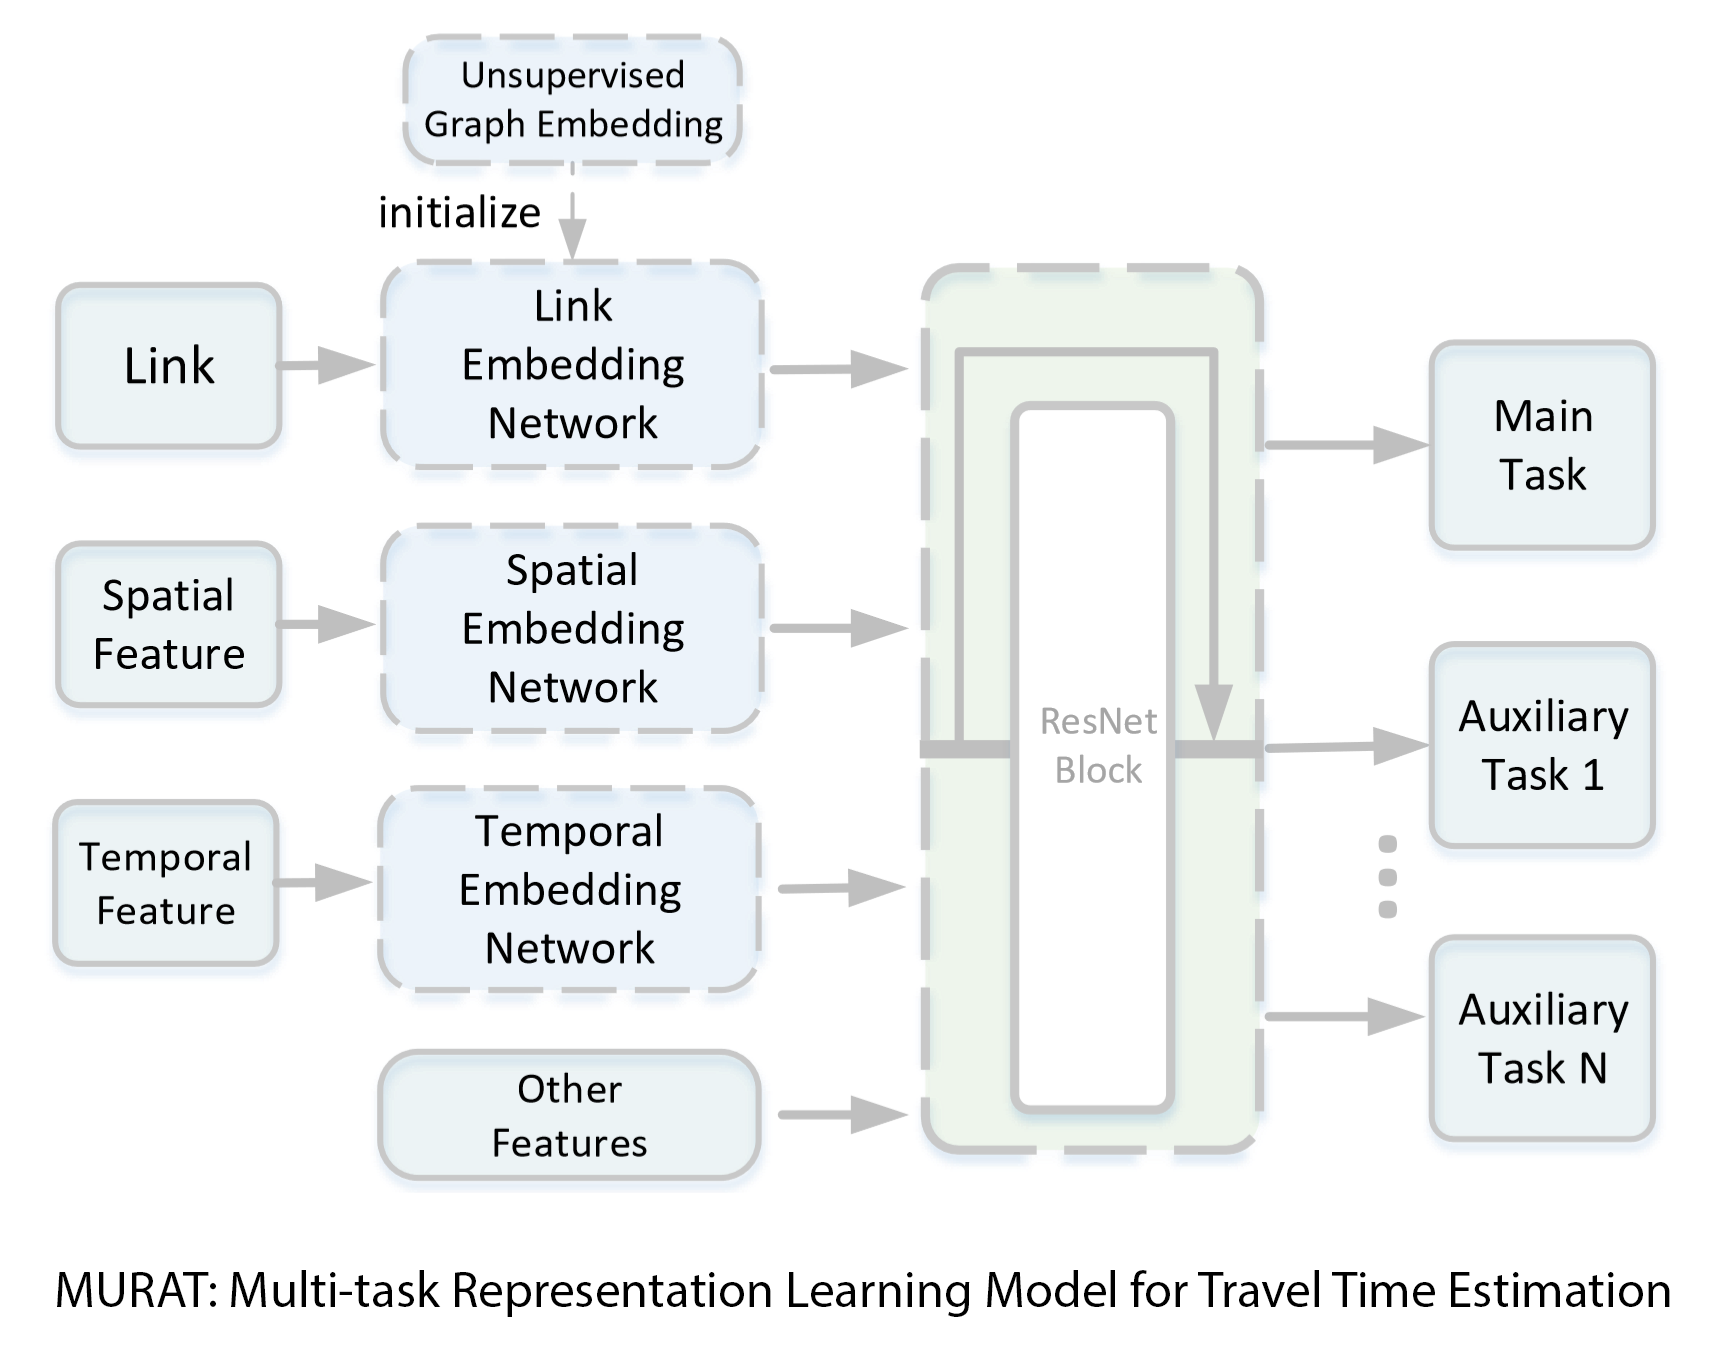 Unsupervised
Graph Embedding
initialize
Link
Link
Embedding
Network
Spatial
Feature
Spatial
Embedding
Network
Temporal
Feature
Temporal
Embedding
Network
Other
Features
ResNet
Block
Main
Task
Auxiliary
Task 1
Auxiliary
Task N
MURAT: Multi-task Representation Learning Model for Travel Time Estimation